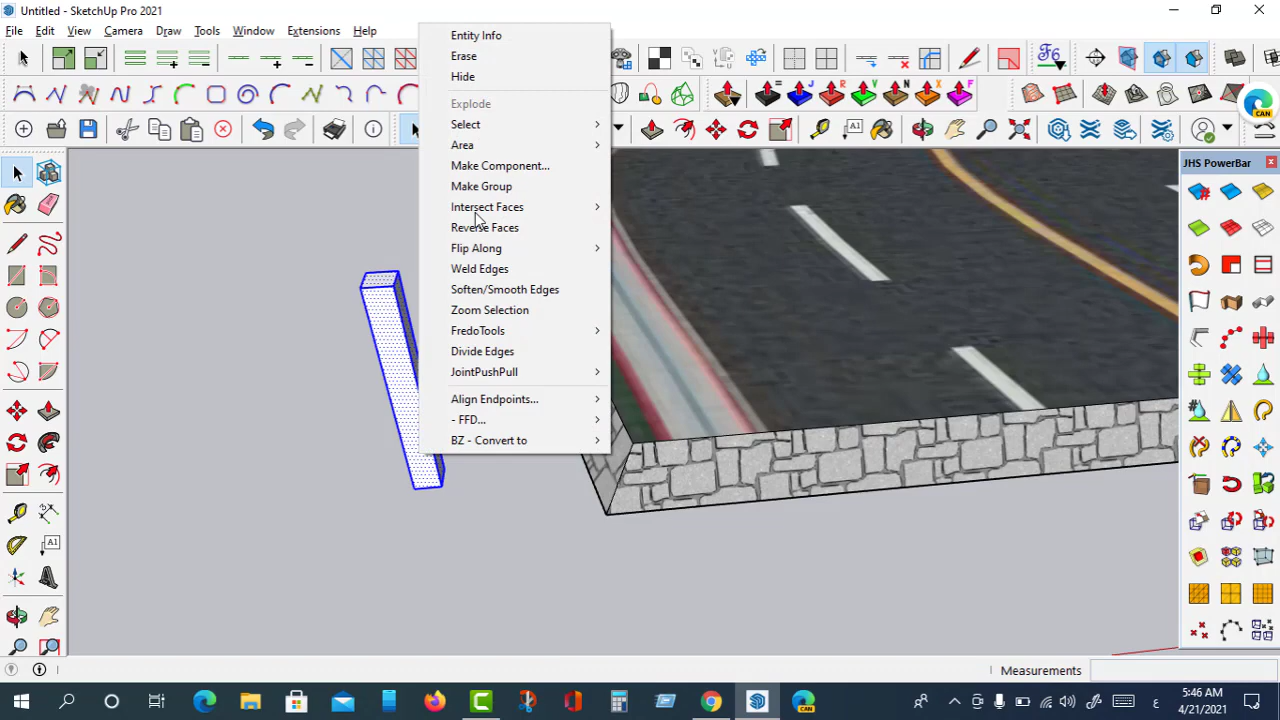 Untitled - SketchUp Pro 2021
File
Edit
View
Camera
Draw
Tools
Window
Extensions
Help
Entity Info
Erase
Hide
Explode
Select
Area
Make Component...
Make Group
Intersect Faces
Reverse Faces
Flip Along
Weld Edges
Soften/Smooth Edges
Zoom Selection
FredoTools
Divide Edges
JointPushPull
Align Endpoints...
- FFD...
BZ - Convert to
JHS PowerBar
CAN
Measurements
5:46 AM
4/21/2021